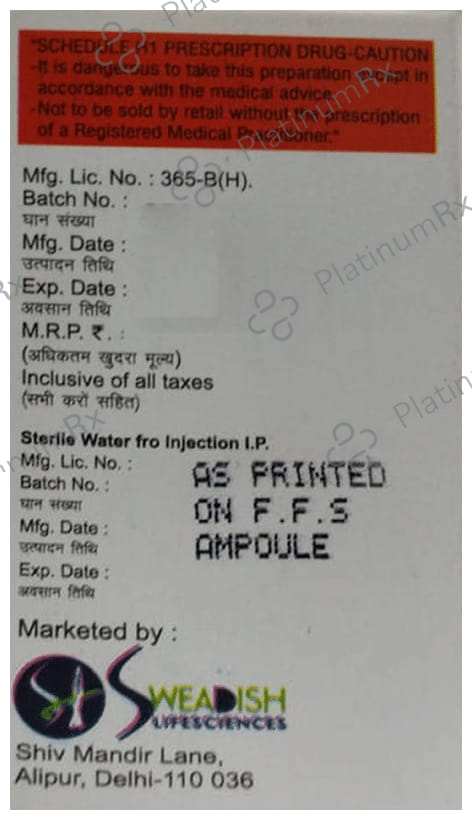 "SCHEDULE H1 PRESCRIPTION DRUG-CAUTION
-It is dangerous to take this preparation except in
accordance with the medical advice.
-Not to be sold by retail without the prescription
of a Registered Medical Practitioner."
Mfg. Lic. No. : 365-B(H).
Batch No. :
घान संख्या
Mfg. Date :
उत्पादन तिथि
Exp. Date :
अवसान तिथि
M.R.P. ₹. :
(अधिकतम खुदरा मूल्य)
Inclusive of all taxes
(सभी करों सहित)
Sterile Water fro Injection I.P.
Mfg. Lic. No. :
Batch No. :
घान संख्या
Mfg. Date :
उत्पादन तिथि
Exp. Date :
अवसान तिथि
AS PRINTED
ON F.F.S
AMPOULE
Marketed by :
SWEADISH
LIFESCIENCES
Shiv Mandir Lane,
Alipur, Delhi-110 036
PlatinumRx
PlatinumRx
PlatinumRx
Platin